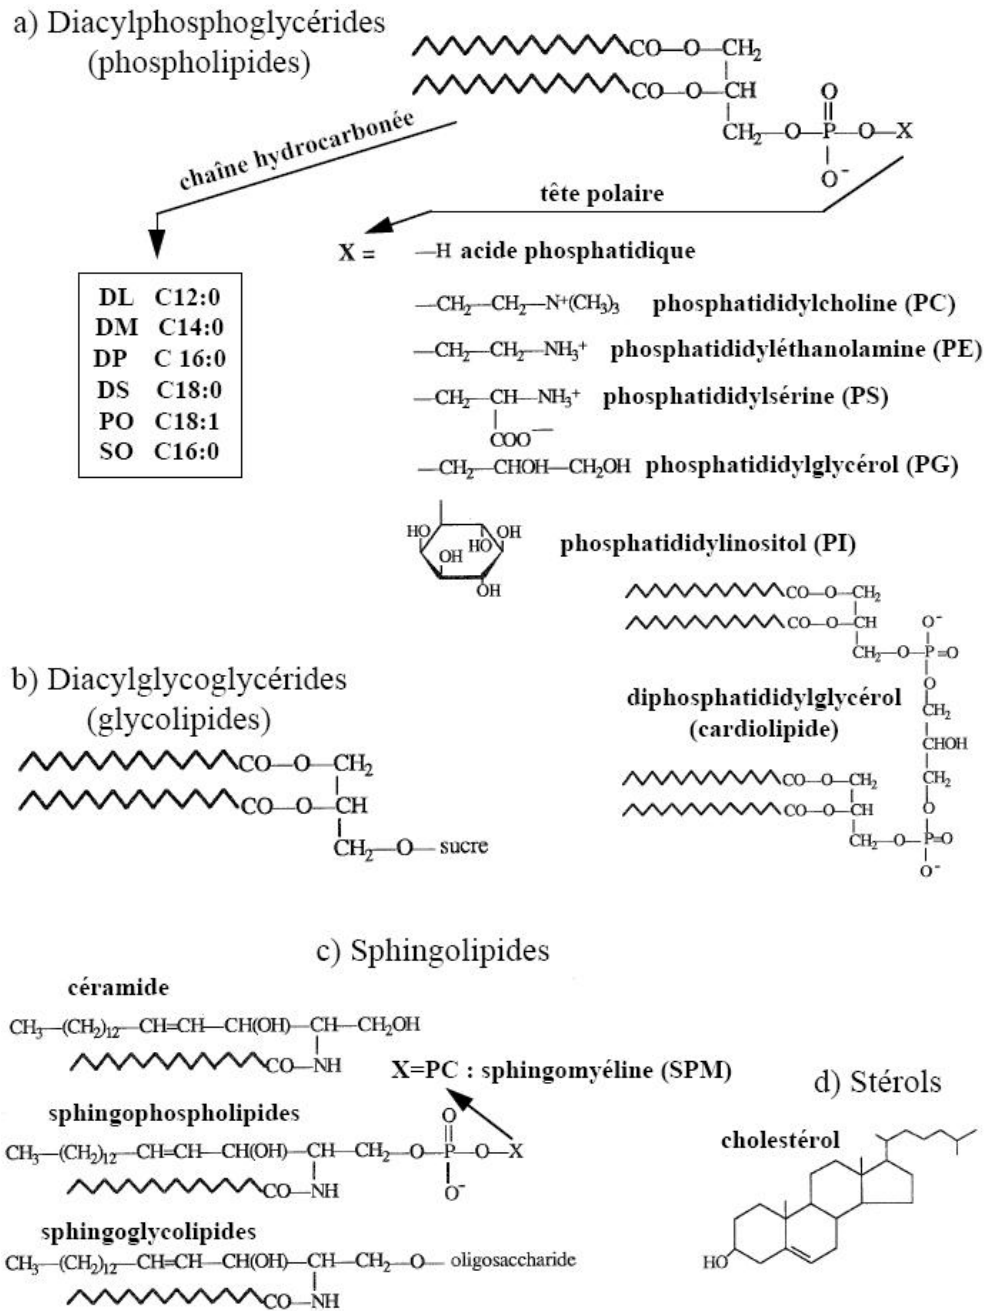 a) Diacylphosphoglycérides
(phospholipides)
CO—O—CH₂
CO—O—CH
O
CH₂—O—P—O—X
O⁻
chaîne hydrocarbonée
tête polaire
X = —H acide phosphatidique
DL C12:0
DM C14:0
DP C 16:0
DS C18:0
PO C18:1
SO C16:0
—CH₂—CH₂—N⁺(CH₃)₃ phosphatididylcholine (PC)
—CH₂—CH₂—NH₃⁺ phosphatididyléthanolamine (PE)
—CH₂—CH—NH₃⁺ phosphatididylsérine (PS)
COO⁻
—CH₂—CHOH—CH₂OH phosphatididylglycérol (PG)
HO OH
HO
OH
OH
phosphatididylinositol (PI)
CO—O—CH₂
CO—O—CH
O⁻
CH₂—O—P=O
O
CH₂
CHOH
CH₂
O
diphosphatididylglycérol
(cardiolipide)
CO—O—CH₂
CO—O—CH
CH₂—O—P=O
O⁻
b) Diacylglycoglycérides
(glycolipides)
CO—O—CH₂
CO—O—CH
CH₂—O—sucre
c) Sphingolipides
céramide
CH₃—(CH₂)₁₂—CH=CH—CH(OH)—CH—CH₂OH
CO—NH
X=PC : sphingomyéline (SPM)
sphingophospholipides
O
CH₃—(CH₂)₁₂—CH=CH—CH(OH)—CH—CH₂—O—P—O—X
CO—NH
O⁻
sphingoglycolipides
CH₃—(CH₂)₁₂—CH=CH—CH(OH)—CH—CH₂—O—oligosaccharide
CO—NH
d) Stérols
cholestérol
HO